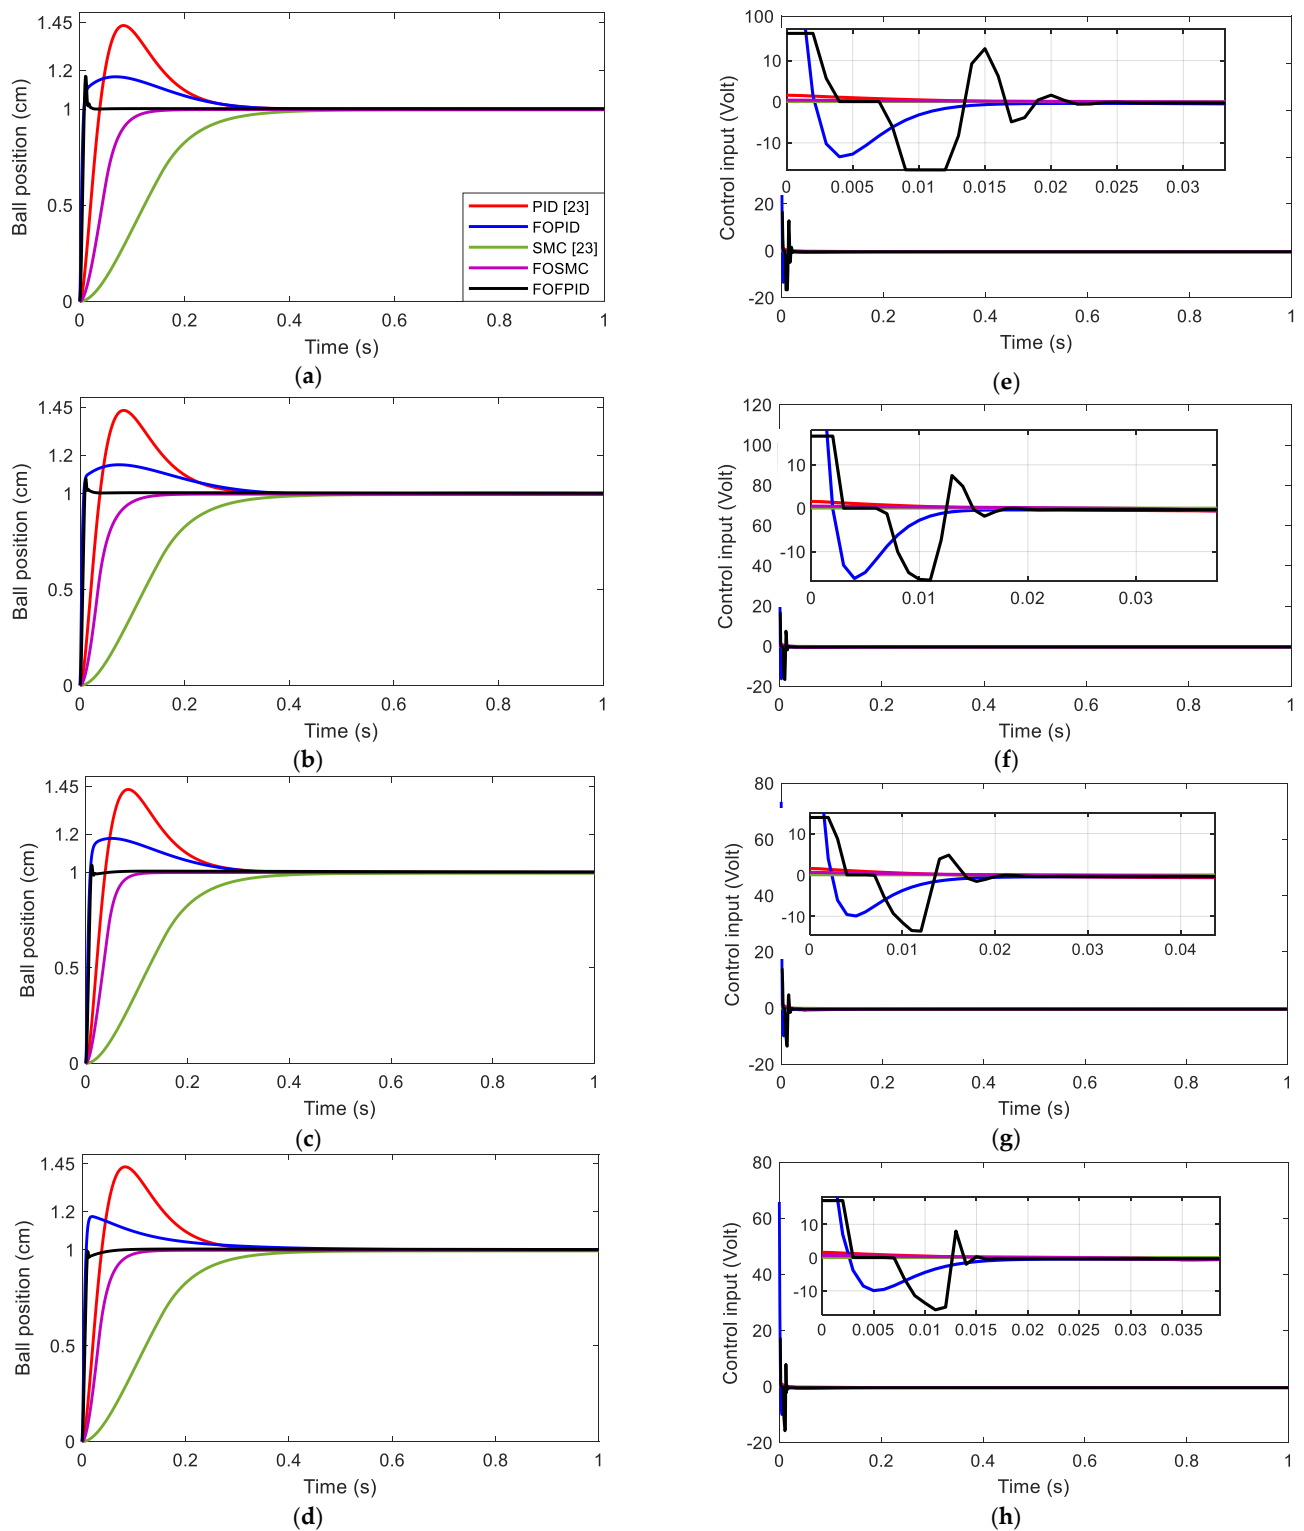 1.45
1.2
1
0.5
0
Ball position (cm)
0 0.2 0.4 0.6 0.8 1
Time (s)
PID [23]
FOPID
SMC [23]
FOSMC
FOFPID
(a)
100
20
0
-20
Control input (Volt)
10
0
-10
0 0.005 0.01 0.015 0.02 0.025 0.03
0 0.2 0.4 0.6 0.8 1
Time (s)
(e)
1.45
1.2
1
0.5
0
Ball position (cm)
0 0.2 0.4 0.6 0.8 1
Time (s)
(b)
120
100
80
60
40
20
0
-20
Control input (Volt)
10
0
-10
0 0.01 0.02 0.03
0 0.2 0.4 0.6 0.8 1
Time (s)
(f)
1.45
1.2
1
0.5
0
Ball position (cm)
0 0.2 0.4 0.6 0.8 1
Time (s)
(c)
80
60
40
20
0
-20
Control input (Volt)
10
0
-10
0 0.01 0.02 0.03 0.04
0 0.2 0.4 0.6 0.8 1
Time (s)
(g)
1.45
1.2
1
0.5
0
Ball position (cm)
0 0.2 0.4 0.6 0.8 1
Time (s)
(d)
80
60
40
20
0
-20
Control input (Volt)
10
0
-10
0 0.005 0.01 0.015 0.02 0.025 0.03 0.035
0 0.2 0.4 0.6 0.8 1
Time (s)
(h)